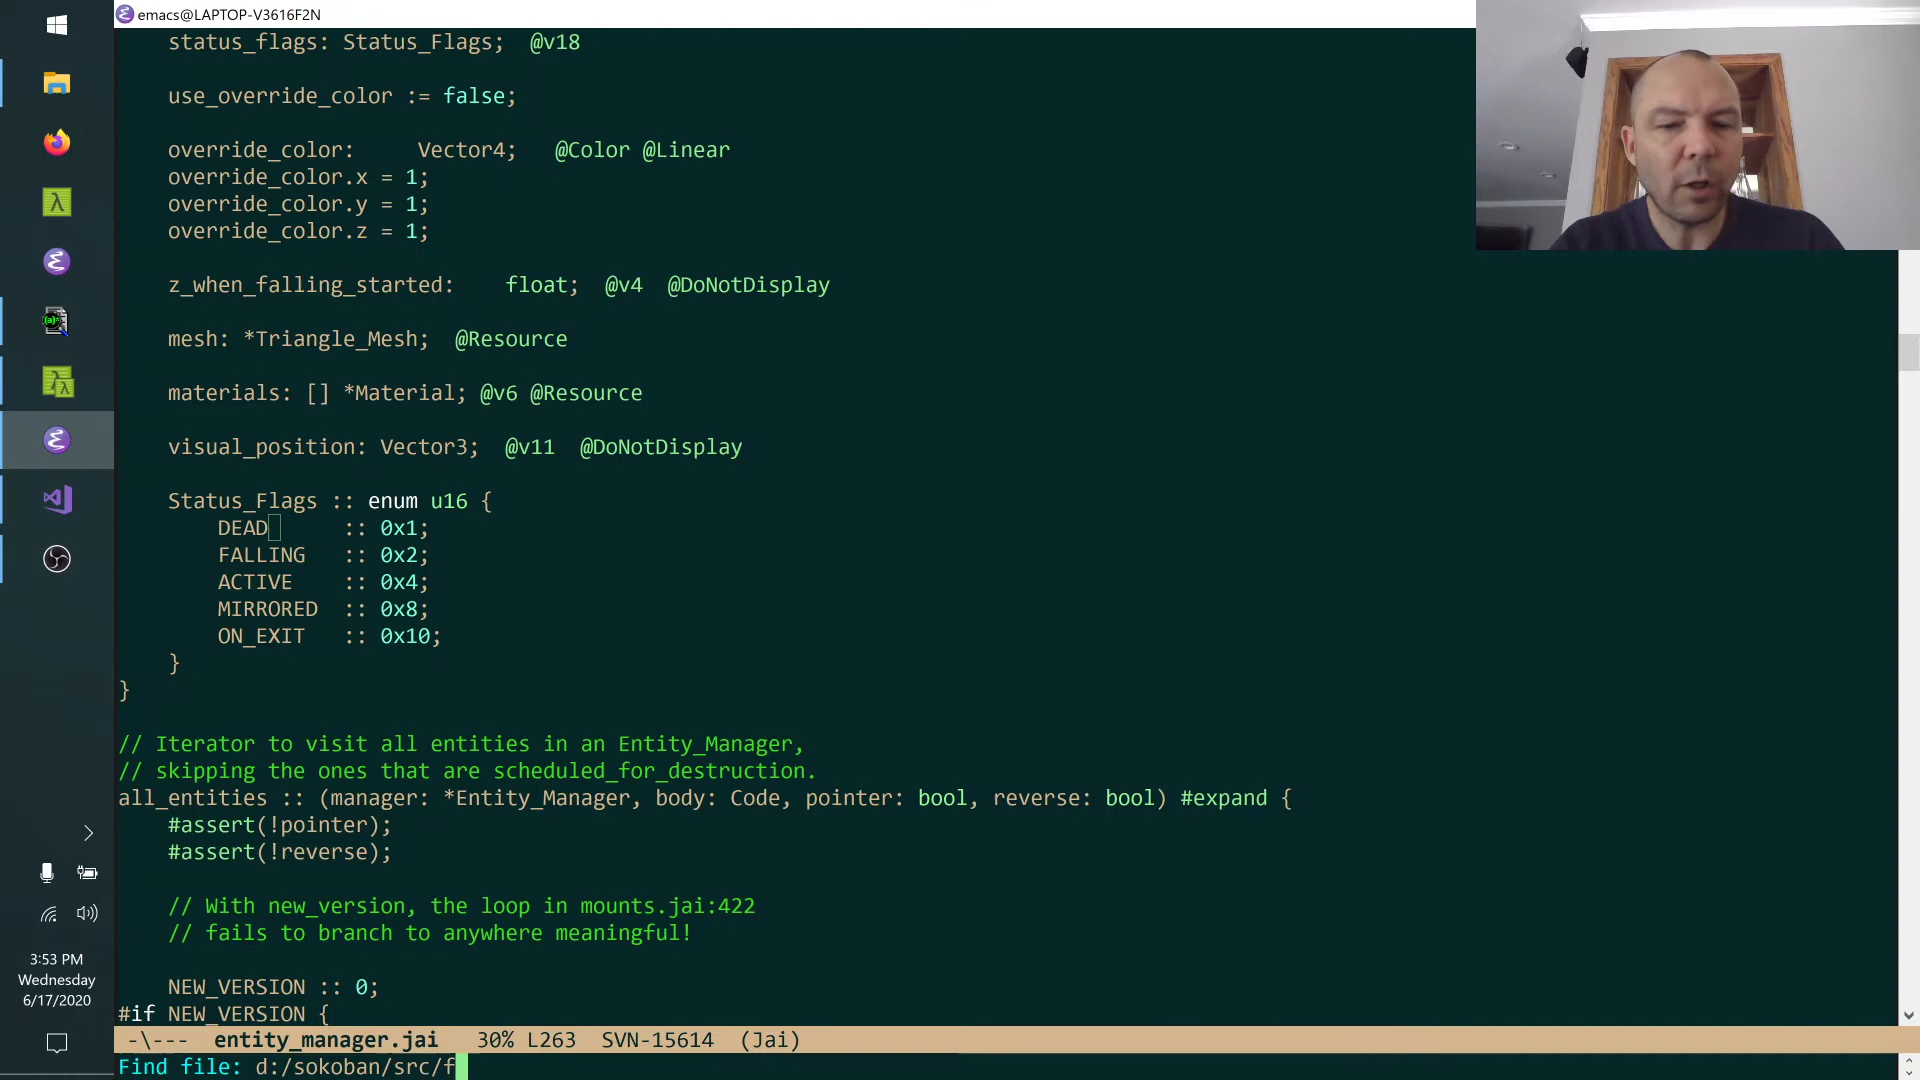 emacs@LAPTOP-V3616F2N
status_flags: Status_Flags;  @v18
use_override_color := false;
override_color:     Vector4;   @Color @Linear
override_color.x = 1;
override_color.y = 1;
override_color.z = 1;
z_when_falling_started:    float;  @v4  @DoNotDisplay
mesh: *Triangle_Mesh;  @Resource
materials: [] *Material; @v6 @Resource
visual_position: Vector3;  @v11  @DoNotDisplay
Status_Flags :: enum u16 {
DEAD      :: 0x1;
FALLING   :: 0x2;
ACTIVE    :: 0x4;
MIRRORED  :: 0x8;
ON_EXIT   :: 0x10;
}
}
// Iterator to visit all entities in an Entity_Manager,
// skipping the ones that are scheduled_for_destruction.
all_entities :: (manager: *Entity_Manager, body: Code, pointer: bool, reverse: bool) #expand {
#assert(!pointer);
#assert(!reverse);
// With new_version, the loop in mounts.jai:422
// fails to branch to anywhere meaningful!
NEW_VERSION :: 0;
#if NEW_VERSION {
-\---  entity_manager.jai   30% L263  SVN-15614  (Jai)
Find file: d:/sokoban/src/f
3:53 PM
Wednesday
6/17/2020